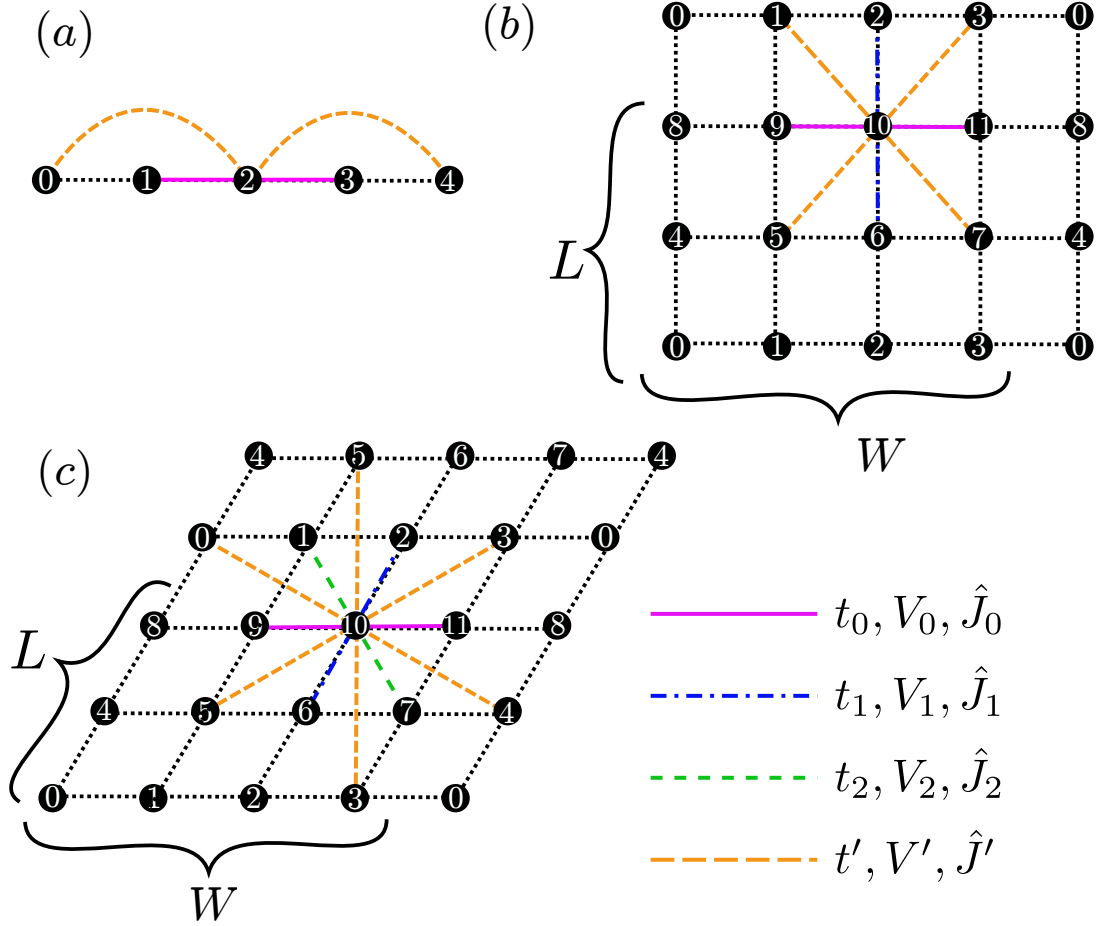 (a)
0 1 2 3 4
(b)
0 1 2 3 0
8 9 10 11 8
4 5 6 7 4
0 1 2 3 0
L
W
(c)
4 5 6 7 4
0 1 2 3 0
8 9 10 11 8
4 5 6 7 4
0 1 2 3 0
L
W
t₀, V₀, Ĵ₀
t₁, V₁, Ĵ₁
t₂, V₂, Ĵ₂
t′, V′, Ĵ′